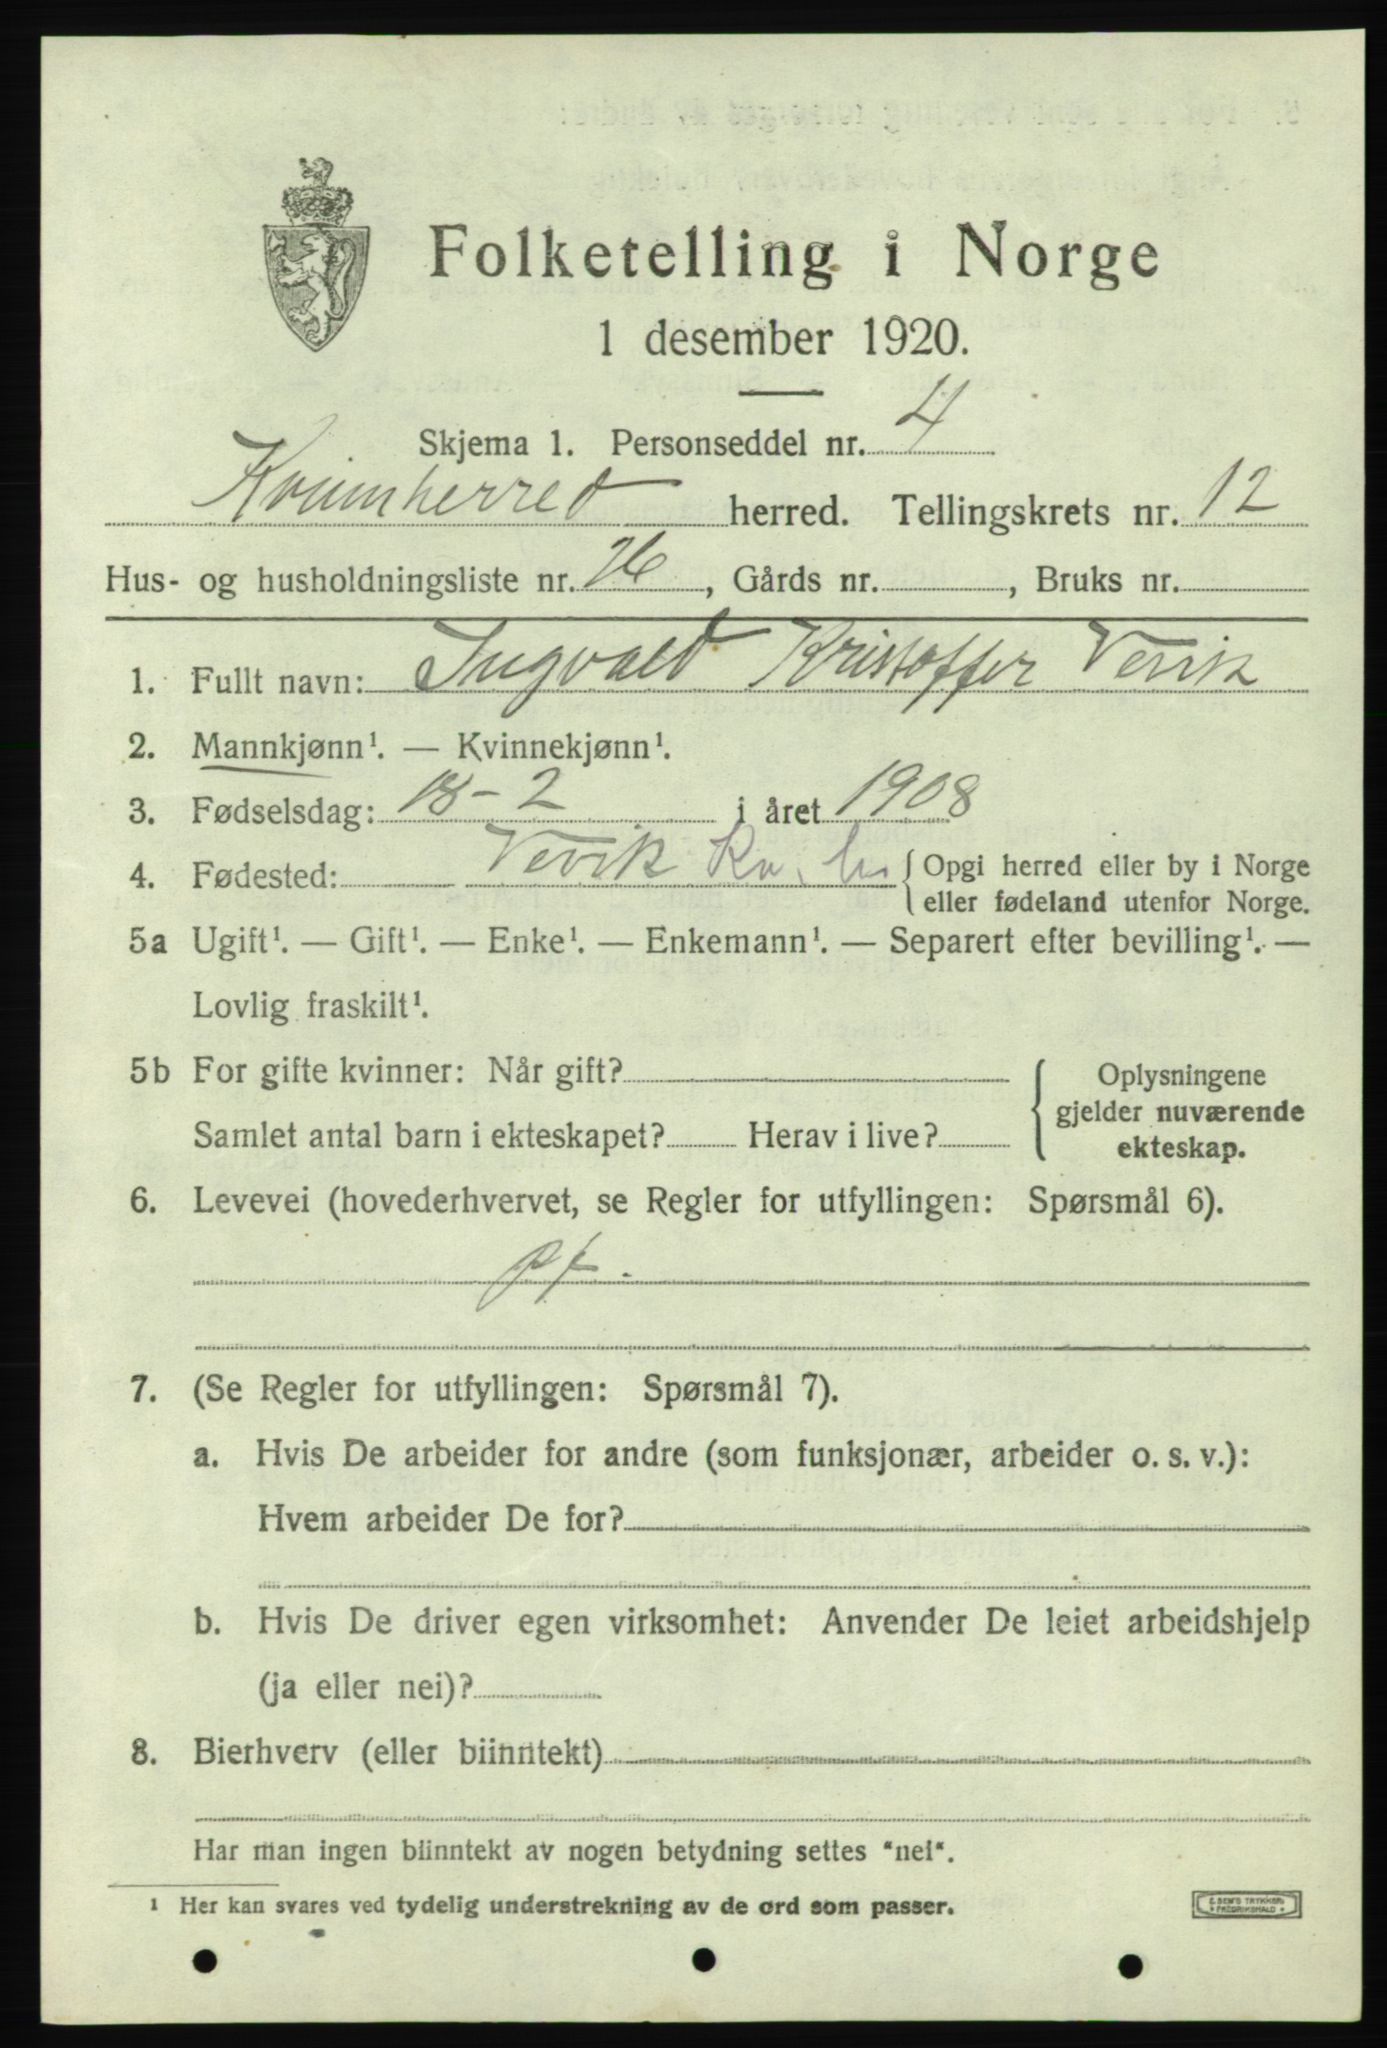 Folketelling i Norge
1 desember 1920.
Skjema 1. Personseddel nr. 4
Kvinnherred herred. Tellingskrets nr. 12
Hus- og husholdningsliste nr. 26, Gårds nr. , Bruks nr.
1. Fullt navn: Ingvald Kristoffer Vevik
2. Mannkjønn¹. — Kvinnekjønn¹.
3. Fødselsdag: 18-2 i året 1908
4. Fødested: Vevik Kv. { Opgi herred eller by i Norge
eller fødeland utenfor Norge.
5a Ugift¹. — Gift¹. — Enke¹. — Enkemann¹. — Separert efter bevilling¹. —
Lovlig fraskilt¹.
5b For gifte kvinner: Når gift? { Oplysningene
gjelder nuværende
Samlet antal barn i ekteskapet? Herav i live? ekteskap.
6. Levevei (hovederhvervet, se Regler for utfyllingen: Spørsmål 6).
pf.
7. (Se Regler for utfyllingen: Spørsmål 7).
a. Hvis De arbeider for andre (som funksjonær, arbeider o. s. v.):
Hvem arbeider De for?
b. Hvis De driver egen virksomhet: Anvender De leiet arbeidshjelp
(ja eller nei)?
8. Bierhverv (eller biinntekt)
Har man ingen biinntekt av nogen betydning settes "nei".
¹ Her kan svares ved tydelig understrekning av de ord som passer.
E. SEM'S TRYKKERI
FREDRIKSHALD